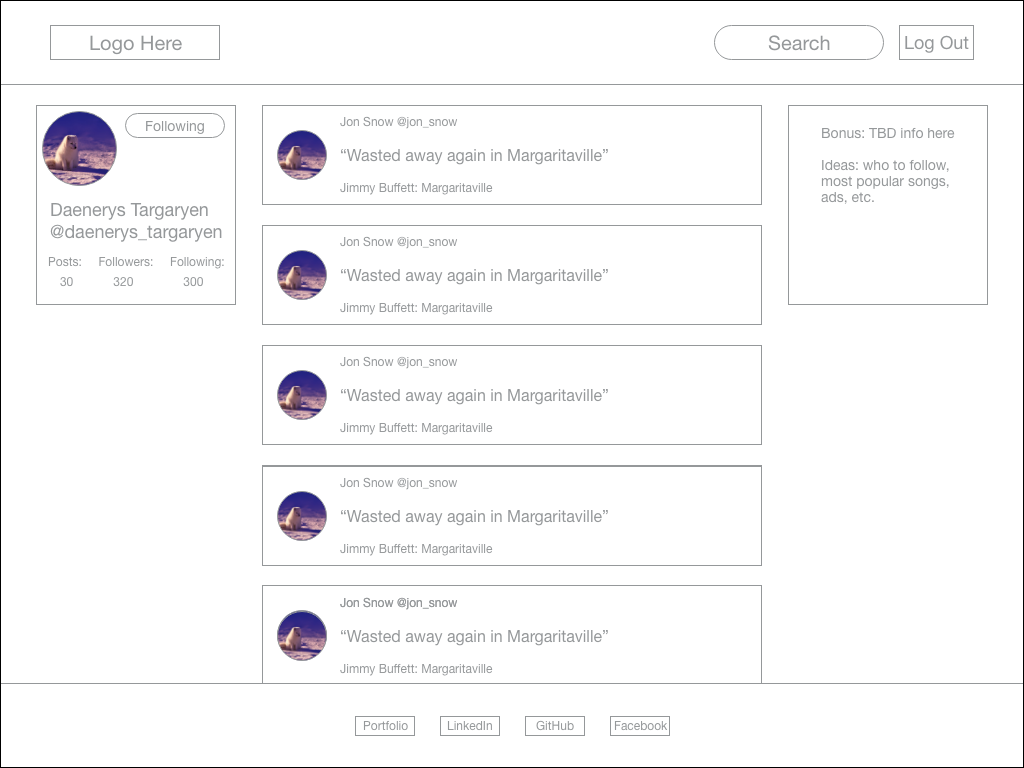 Logo Here
Search
Log Out
Following
Daenerys Targaryen
@daenerys_targaryen
Posts: Followers: Following:
30 320 300
Jon Snow @jon_snow
“Wasted away again in Margaritaville”
Jimmy Buffett: Margaritaville
Jon Snow @jon_snow
“Wasted away again in Margaritaville”
Jimmy Buffett: Margaritaville
Jon Snow @jon_snow
“Wasted away again in Margaritaville”
Jimmy Buffett: Margaritaville
Jon Snow @jon_snow
“Wasted away again in Margaritaville”
Jimmy Buffett: Margaritaville
Jon Snow @jon_snow
“Wasted away again in Margaritaville”
Jimmy Buffett: Margaritaville
Bonus: TBD info here
Ideas: who to follow,
most popular songs,
ads, etc.
Portfolio
LinkedIn
GitHub
Facebook